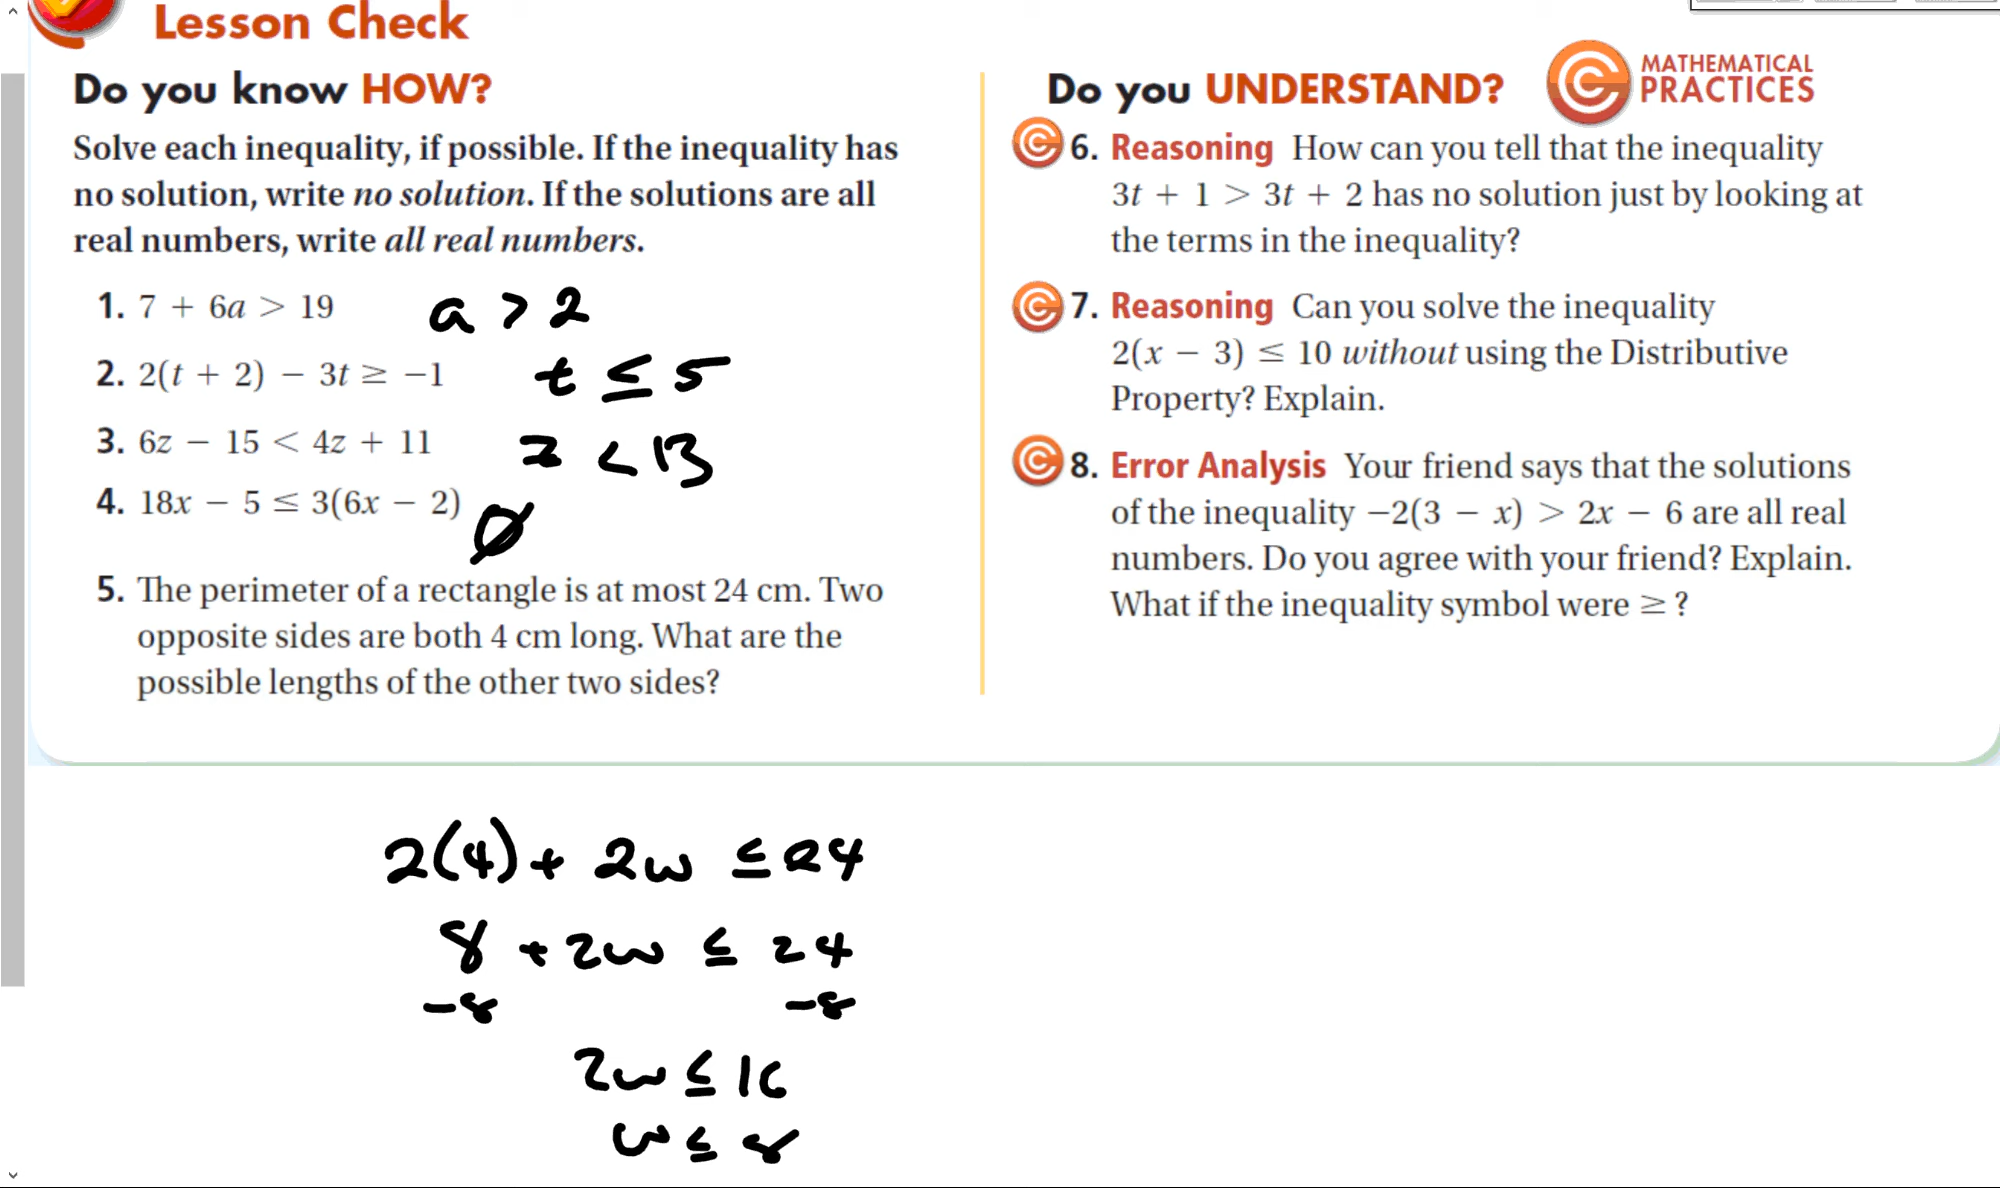 Lesson Check
Do you know HOW?
Solve each inequality, if possible. If the inequality has
no solution, write no solution. If the solutions are all
real numbers, write all real numbers.
1. 7 + 6a > 19 a > 2
2. 2(t + 2) − 3t ≥ −1 t ≤ 5
3. 6z − 15 < 4z + 11 z < 13
4. 18x − 5 ≤ 3(6x − 2) ∅
5. The perimeter of a rectangle is at most 24 cm. Two
opposite sides are both 4 cm long. What are the
possible lengths of the other two sides?
Do you UNDERSTAND?
MATHEMATICAL
PRACTICES
6. Reasoning How can you tell that the inequality
3t + 1 > 3t + 2 has no solution just by looking at
the terms in the inequality?
7. Reasoning Can you solve the inequality
2(x − 3) ≤ 10 without using the Distributive
Property? Explain.
8. Error Analysis Your friend says that the solutions
of the inequality −2(3 − x) > 2x − 6 are all real
numbers. Do you agree with your friend? Explain.
What if the inequality symbol were ≥ ?
2(4) + 2w ≤ 24
8 + 2w ≤ 24
−8 −8
2w ≤ 16
w ≤ 8